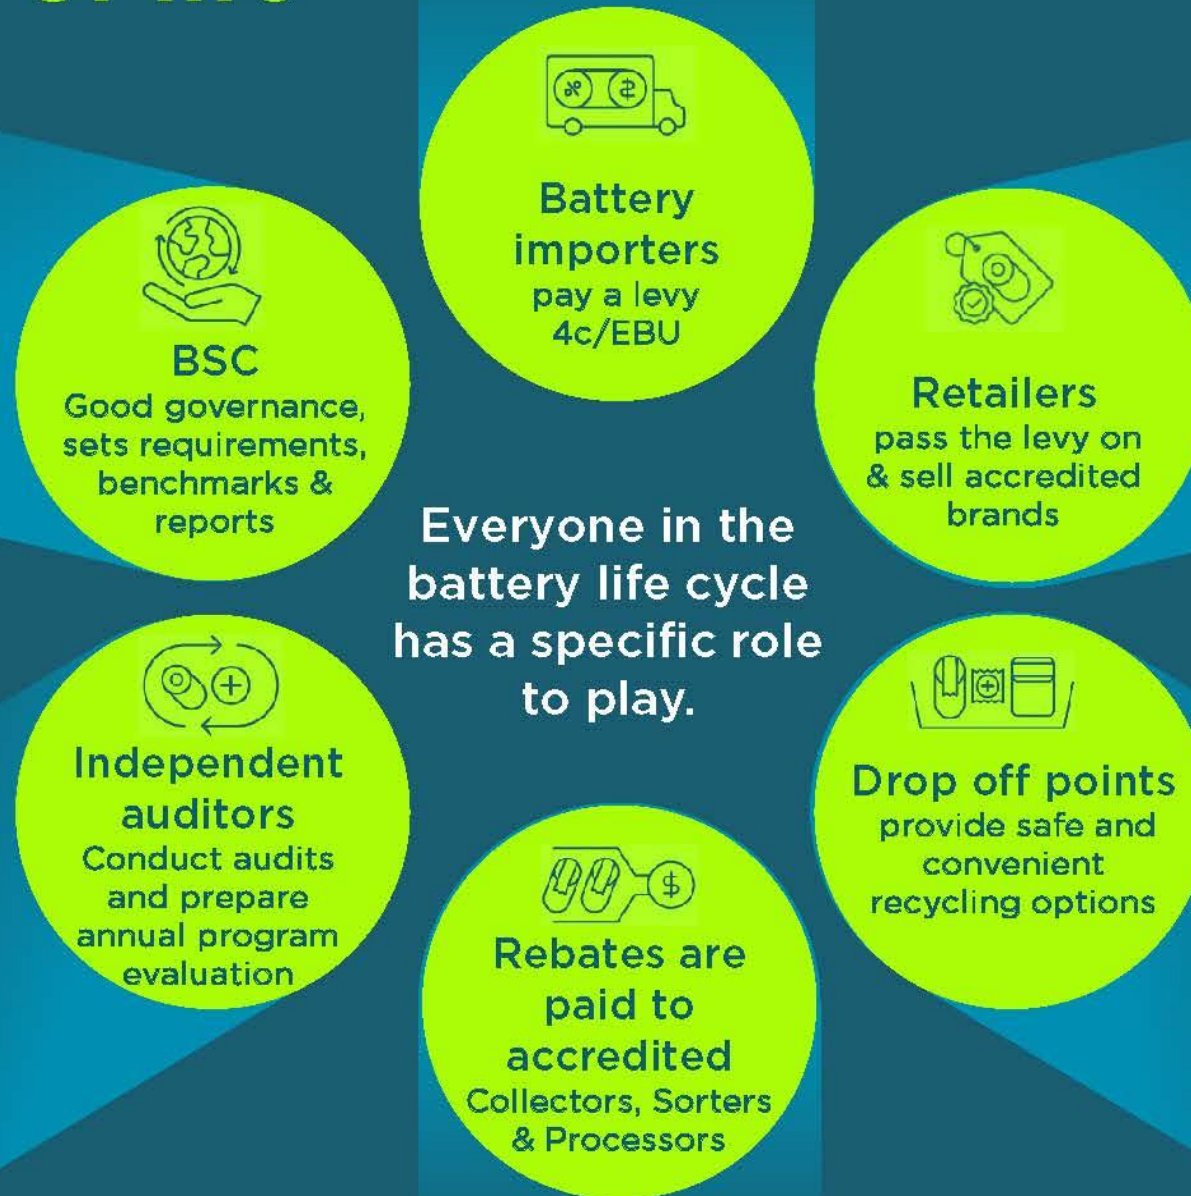 Battery
importers
pay a levy
4c/EBU
Retailers
pass the levy on
& sell accredited
brands
Drop off points
provide safe and
convenient
recycling options
Rebates are
paid to
accredited
Collectors, Sorters
& Processors
Independent
auditors
Conduct audits
and prepare
annual program
evaluation
BSC
Good governance,
sets requirements,
benchmarks &
reports
Everyone in the
battery life cycle
has a specific role
to play.